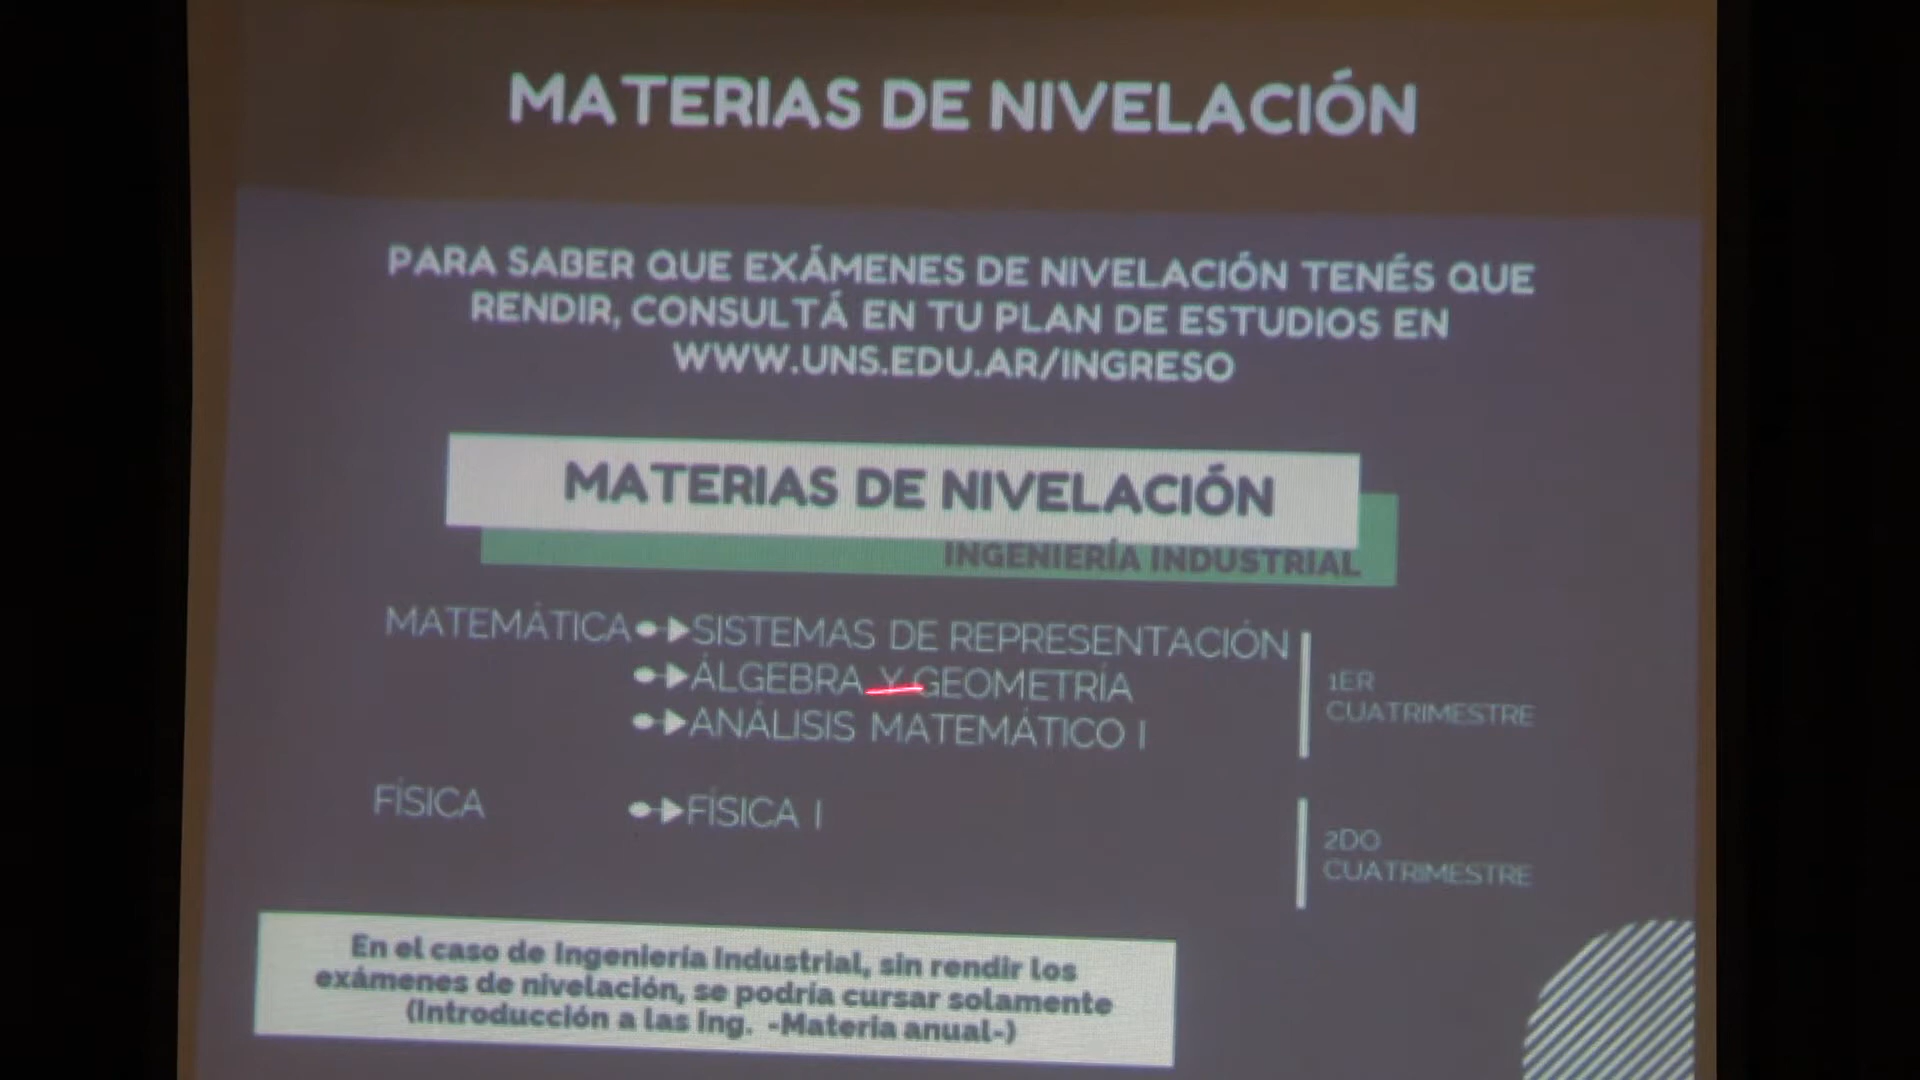 MATERIAS DE NIVELACIÓN
PARA SABER QUE EXÁMENES DE NIVELACIÓN TENÉS QUE
RENDIR, CONSULTÁ EN TU PLAN DE ESTUDIOS EN
WWW.UNS.EDU.AR/INGRESO
MATERIAS DE NIVELACIÓN
INGENIERÍA INDUSTRIAL
MATEMÁTICA SISTEMAS DE REPRESENTACIÓN
ÁLGEBRA Y GEOMETRÍA
ANÁLISIS MATEMÁTICO I
1ER
CUATRIMESTRE
FÍSICA FÍSICA I
2DO
CUATRIMESTRE
En el caso de Ingeniería Industrial, sin rendir los
exámenes de nivelación, se podría cursar solamente
(Introducción a las Ing. -Materia anual-)